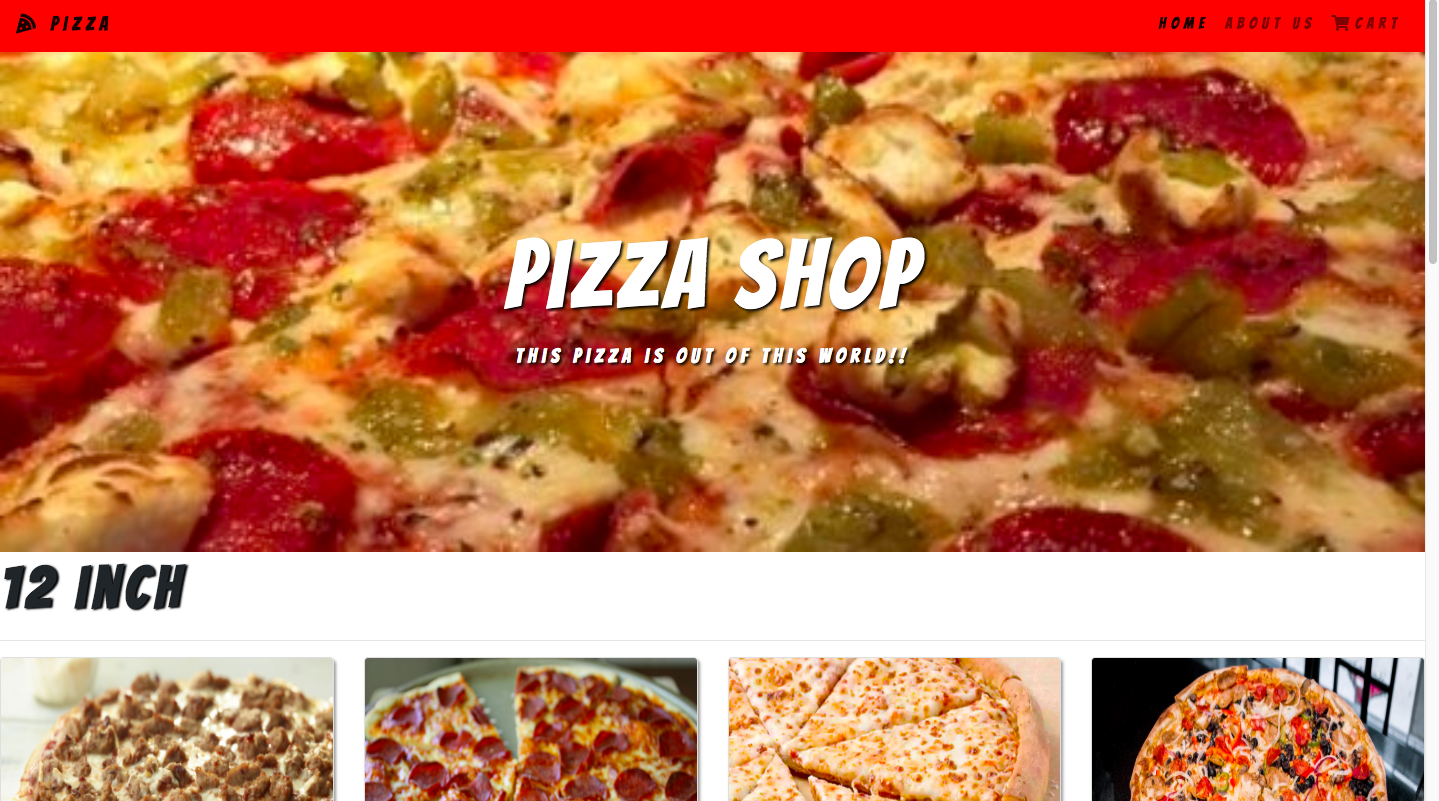 PIZZA
HOME ABOUT US CART
PIZZA SHOP
THIS PIZZA IS OUT OF THIS WORLD!!
12 INCH